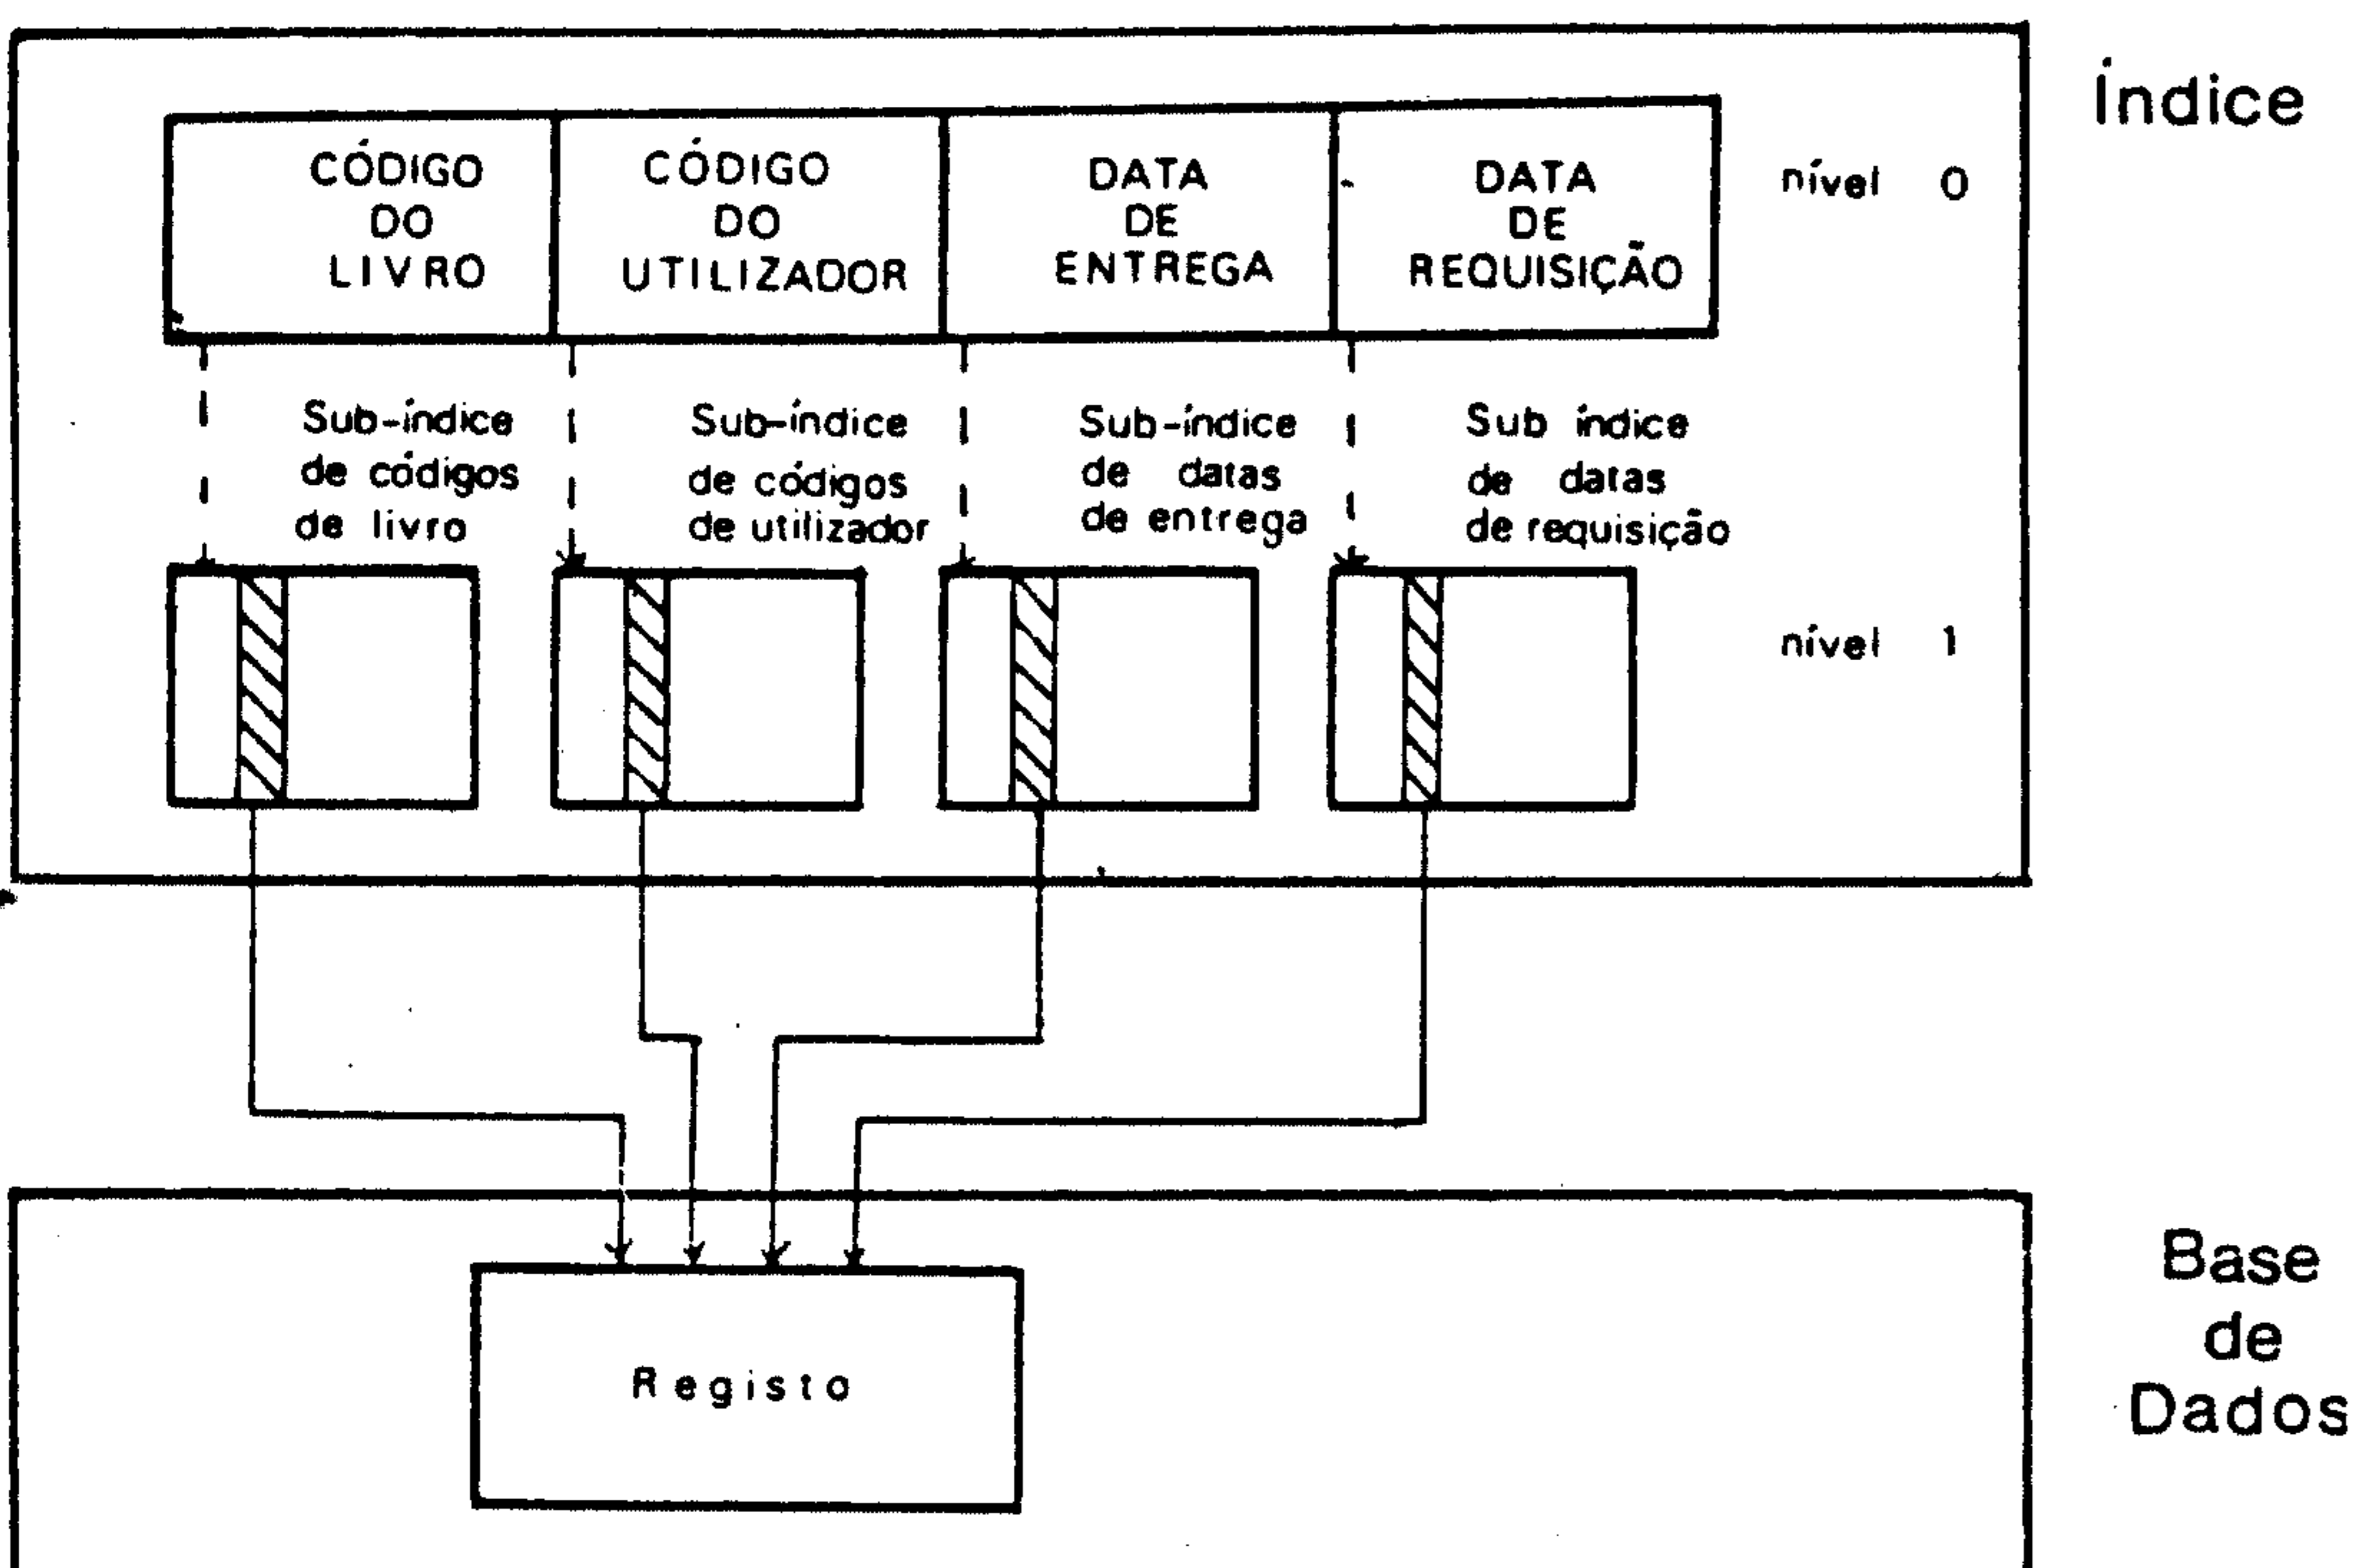 Índice
CÓDIGO
DO
LIVRO
CÓDIGO
DO
UTILIZADOR
DATA
DE
ENTREGA
DATA
DE
REQUISIÇÃO
nível 0
Sub-índice
de códigos
de livro
Sub-índice
de códigos
de utilizador
Sub-índice
de datas
de entrega
Sub índice
de datas
de requisição
nível 1
Registo
Base
de
Dados